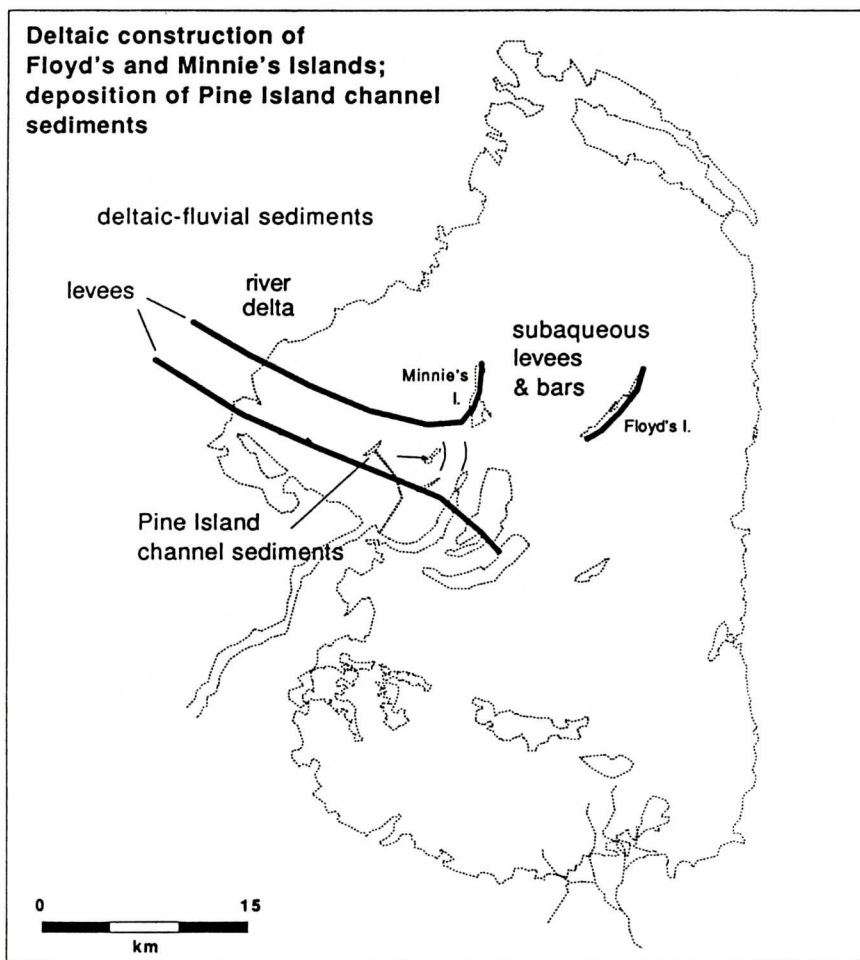 Deltaic construction of
Floyd's and Minnie's Islands;
deposition of Pine Island channel
sediments
deltaic-fluvial sediments
levees
river
delta
subaqueous
levees
& bars
Minnie's
I.
Floyd's I.
Pine Island
channel sediments
0 15
km